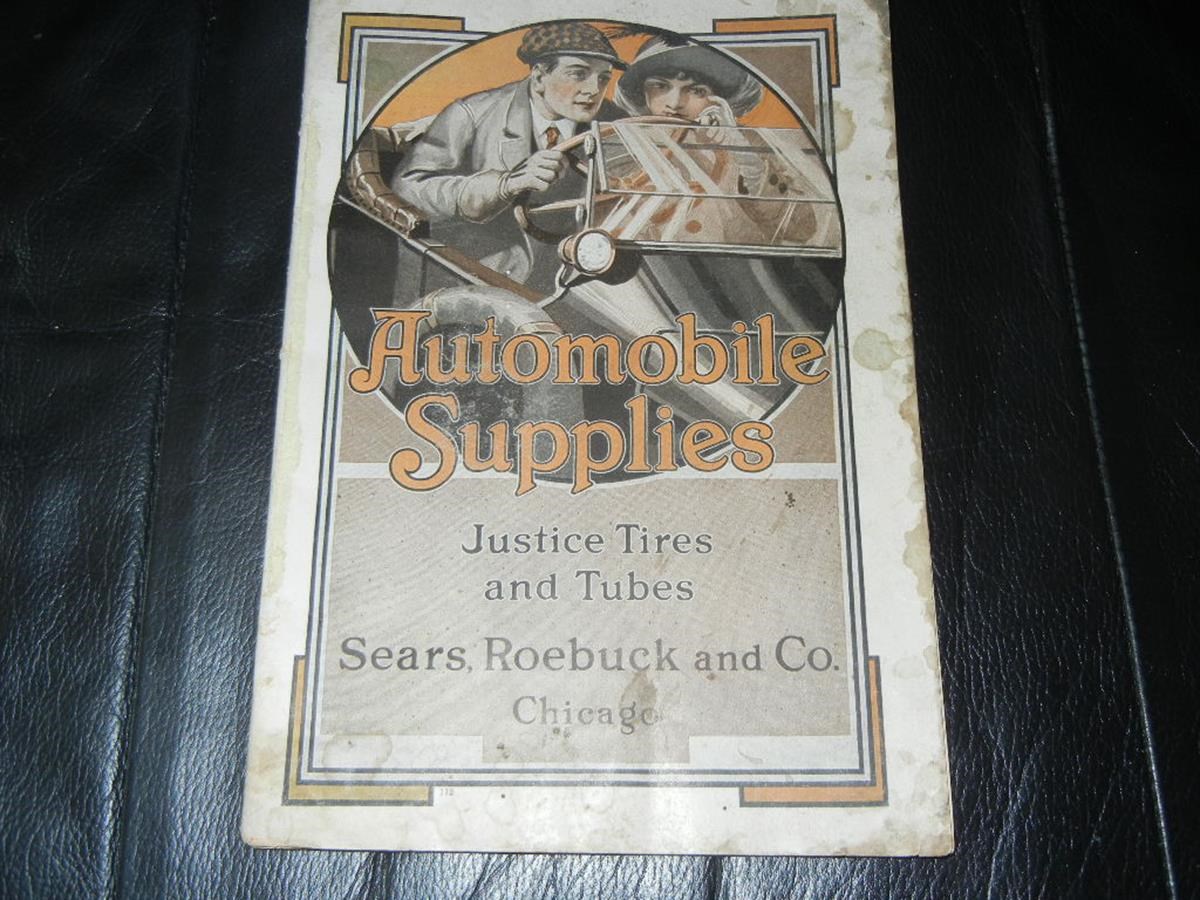 Automobile
Supplies
Justice Tires
and Tubes
Sears, Roebuck and Co.
Chicago